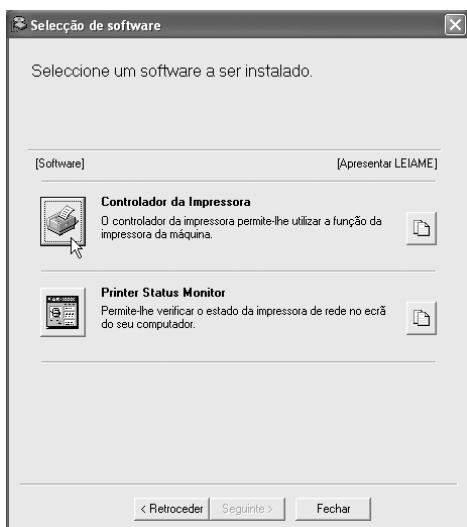 Selecção de software
Seleccione um software a ser instalado.
[Software] [Apresentar LEIAME]
Controlador da Impressora
O controlador da impressora permite-lhe utilizar a função da
impressora da máquina.
Printer Status Monitor
Permite-lhe verificar o estado da impressora de rede no ecrã
do seu computador.
< Retroceder Seguinte > Fechar